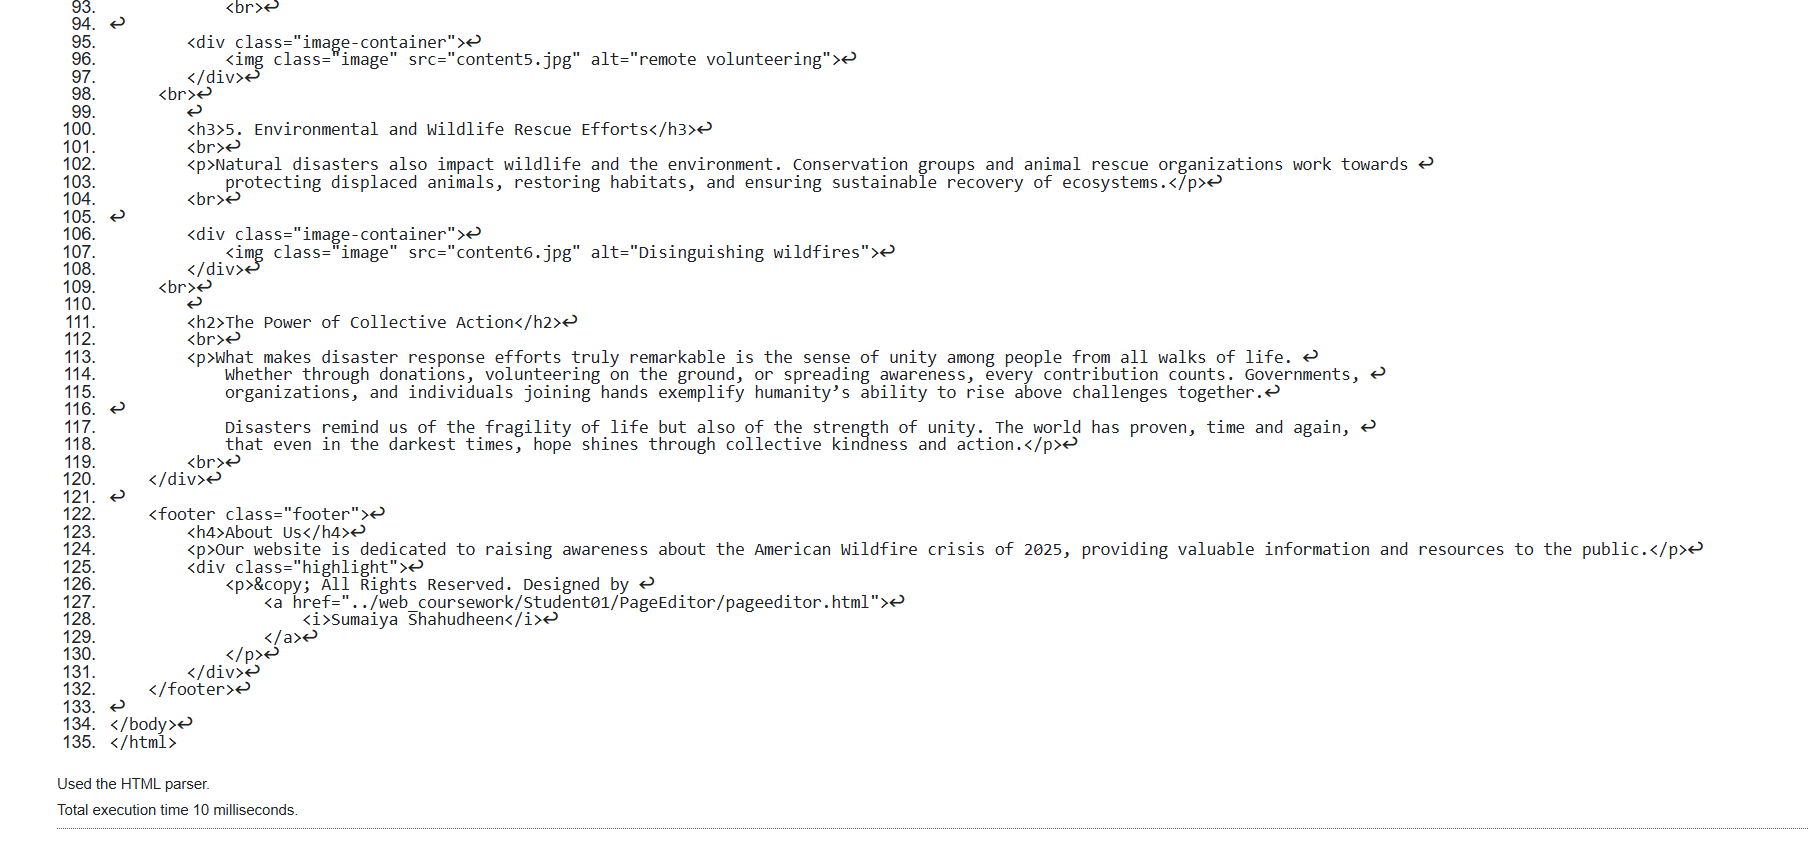 93.             <br>↩
94. ↩
95.         <div class="image-container">↩
96.             <img class="image" src="content5.jpg" alt="remote volunteering">↩
97.         </div>↩
98.      <br>↩
99.         ↩
100.         <h3>5. Environmental and Wildlife Rescue Efforts</h3>↩
101.         <br>↩
102.         <p>Natural disasters also impact wildlife and the environment. Conservation groups and animal rescue organizations work towards ↩
103.             protecting displaced animals, restoring habitats, and ensuring sustainable recovery of ecosystems.</p>↩
104.         <br>↩
105. ↩
106.         <div class="image-container">↩
107.             <img class="image" src="content6.jpg" alt="Disinguishing wildfires">↩
108.         </div>↩
109.      <br>↩
110.         ↩
111.         <h2>The Power of Collective Action</h2>↩
112.         <br>↩
113.         <p>What makes disaster response efforts truly remarkable is the sense of unity among people from all walks of life. ↩
114.             Whether through donations, volunteering on the ground, or spreading awareness, every contribution counts. Governments, ↩
115.             organizations, and individuals joining hands exemplify humanity’s ability to rise above challenges together.↩
116. ↩
117.             Disasters remind us of the fragility of life but also of the strength of unity. The world has proven, time and again, ↩
118.             that even in the darkest times, hope shines through collective kindness and action.</p>↩
119.         <br>↩
120.     </div>↩
121. ↩
122.     <footer class="footer">↩
123.         <h4>About Us</h4>↩
124.         <p>Our website is dedicated to raising awareness about the American Wildfire crisis of 2025, providing valuable information and resources to the public.</p>↩
125.         <div class="highlight">↩
126.             <p>&copy; All Rights Reserved. Designed by ↩
127.                 <a href="../web_coursework/Student01/PageEditor/pageeditor.html">↩
128.                     <i>Sumaiya Shahudheen</i>↩
129.                 </a>↩
130.             </p>↩
131.         </div>↩
132.     </footer>↩
133. ↩
134. </body>↩
135. </html>
Used the HTML parser.
Total execution time 10 milliseconds.